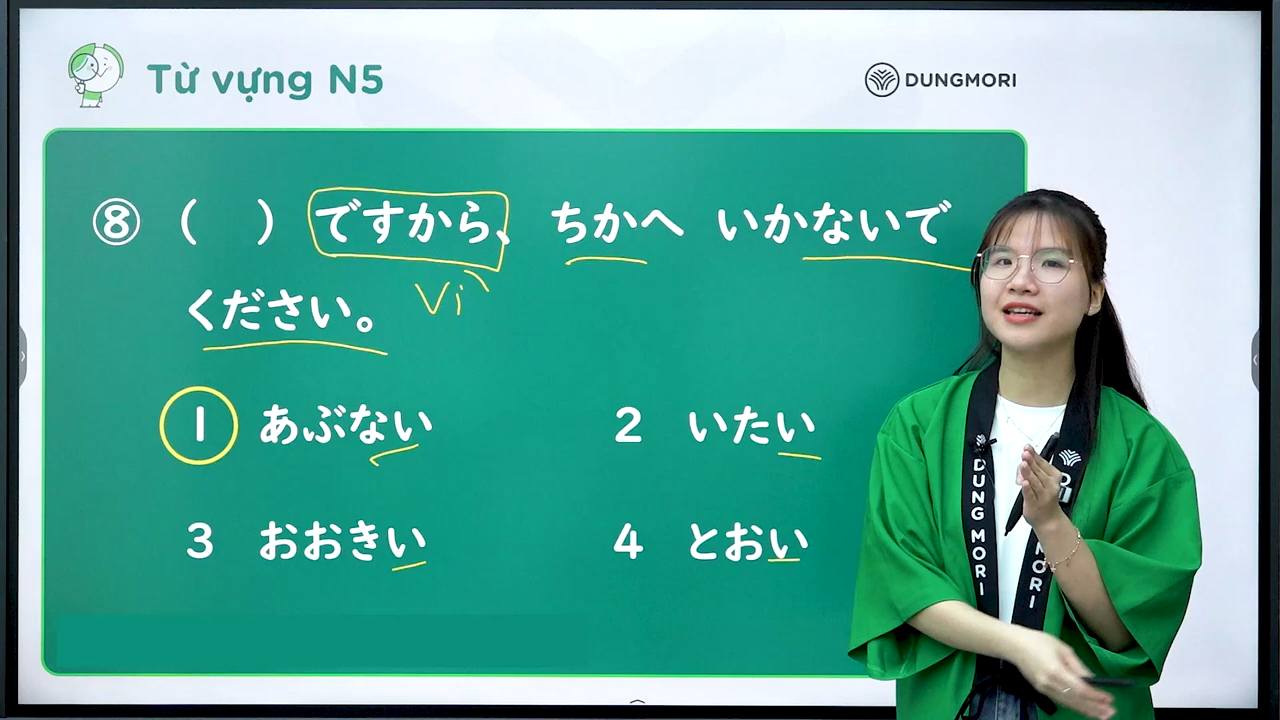 Từ vựng N5
DUNGMORI
⑧ ( ) ですから、 ちかへ いかないで
ください。
Vì
1 あぶない
2 いたい
3 おおきい
4 とおい
DUNGMORI
MORI